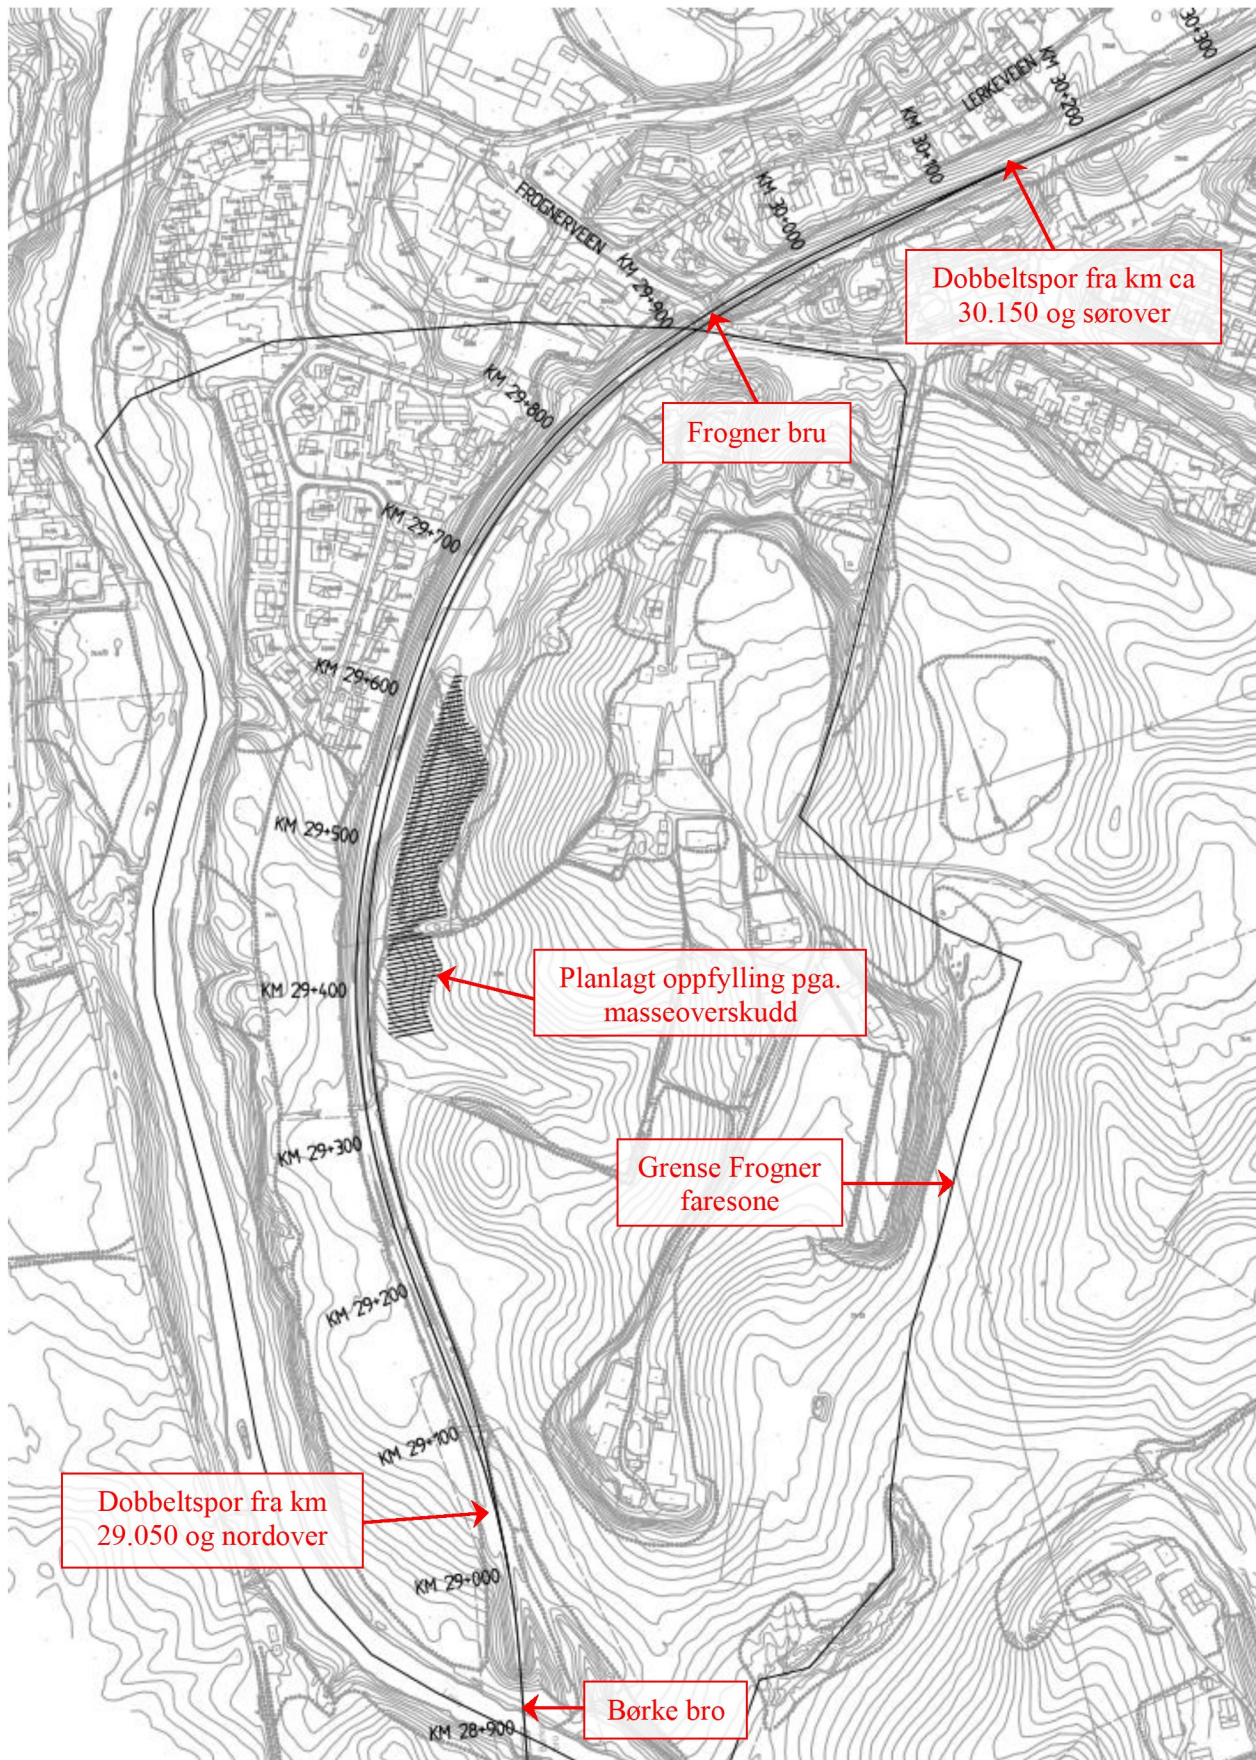 30+300
KM 30+200
LERKEVEIEN
KM 30+100
KM 30+000
FROGNERVEIEN
KM 29+900
Dobbeltspor fra km ca
30.150 og sørover
KM 29+800
Frogner bru
KM 29+700
KM 29+600
E
KM 29+500
KM 29+400
Planlagt oppfylling pga.
masseoverskudd
KM 29+300
Grense Frogner
faresone
KM 29+200
KM 29+100
Dobbeltspor fra km
29.050 og nordover
KM 29+000
Børke bro
KM 28+900